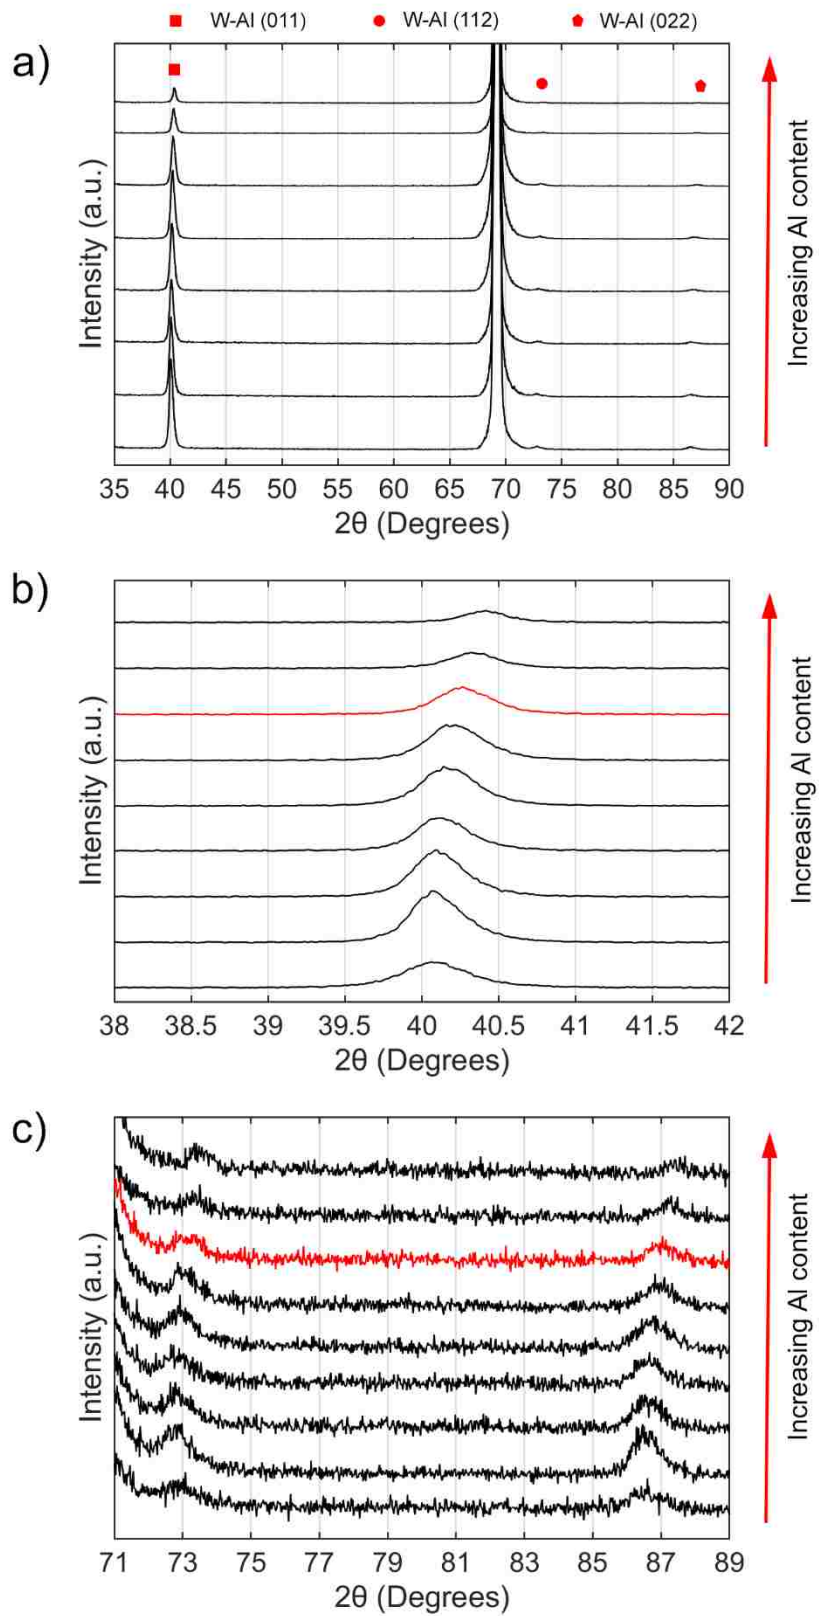 W-Al (011) W-Al (112) W-Al (022)
a)
Intensity (a.u.)
Increasing Al content
35 40 45 50 55 60 65 70 75 80 85 90
2θ (Degrees)
b)
Intensity (a.u.)
Increasing Al content
38 38.5 39 39.5 40 40.5 41 41.5 42
2θ (Degrees)
c)
Intensity (a.u.)
Increasing Al content
71 73 75 77 79 81 83 85 87 89
2θ (Degrees)